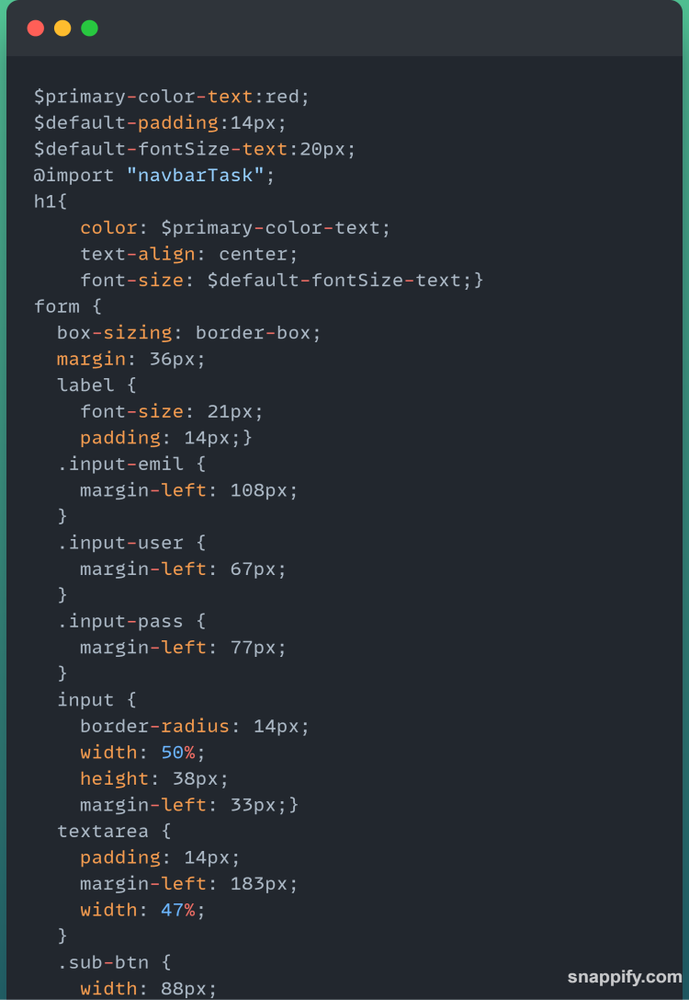 $primary-color-text:red;
$default-padding:14px;
$default-fontSize-text:20px;
@import "navbarTask";
h1{
    color: $primary-color-text;
    text-align: center;
    font-size: $default-fontSize-text;}
form {
  box-sizing: border-box;
  margin: 36px;
  label {
    font-size: 21px;
    padding: 14px;}
  .input-emil {
    margin-left: 108px;
  }
  .input-user {
    margin-left: 67px;
  }
  .input-pass {
    margin-left: 77px;
  }
  input {
    border-radius: 14px;
    width: 50%;
    height: 38px;
    margin-left: 33px;}
  textarea {
    padding: 14px;
    margin-left: 183px;
    width: 47%;
  }
  .sub-btn {
    width: 88px;
snappify.com